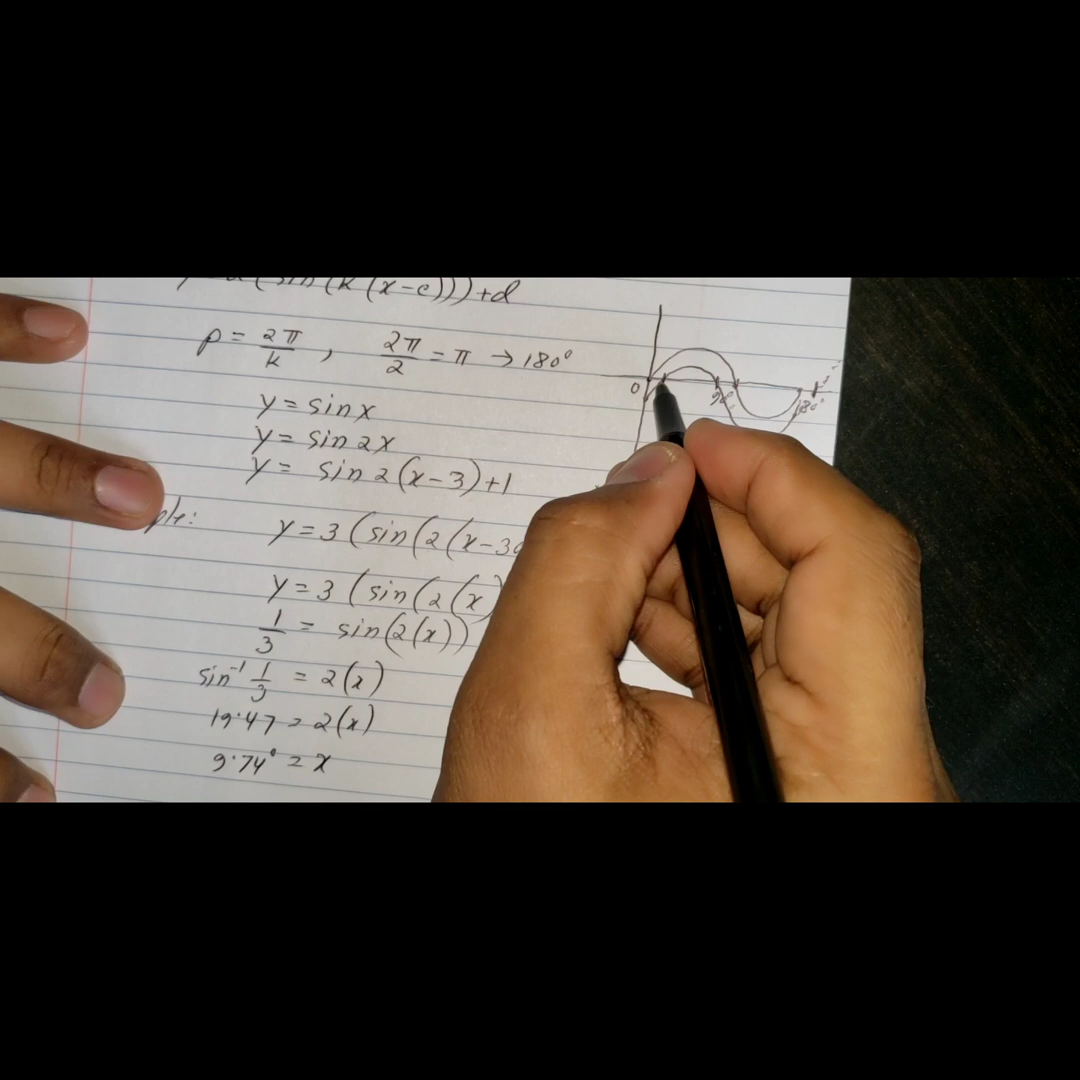 (sin (k (x-c)))+d
p = 2π/k , 2π/2 = π → 180°
y = sin x
y = sin 2x
y = sin 2(x-3)+1
y = 3 (sin(2(x-3
y = 3 (sin(2(x)
1/3 = sin(2(x))
sin⁻¹ 1/3 = 2(x)
19.47 = 2(x)
9.74° = x
0
180°